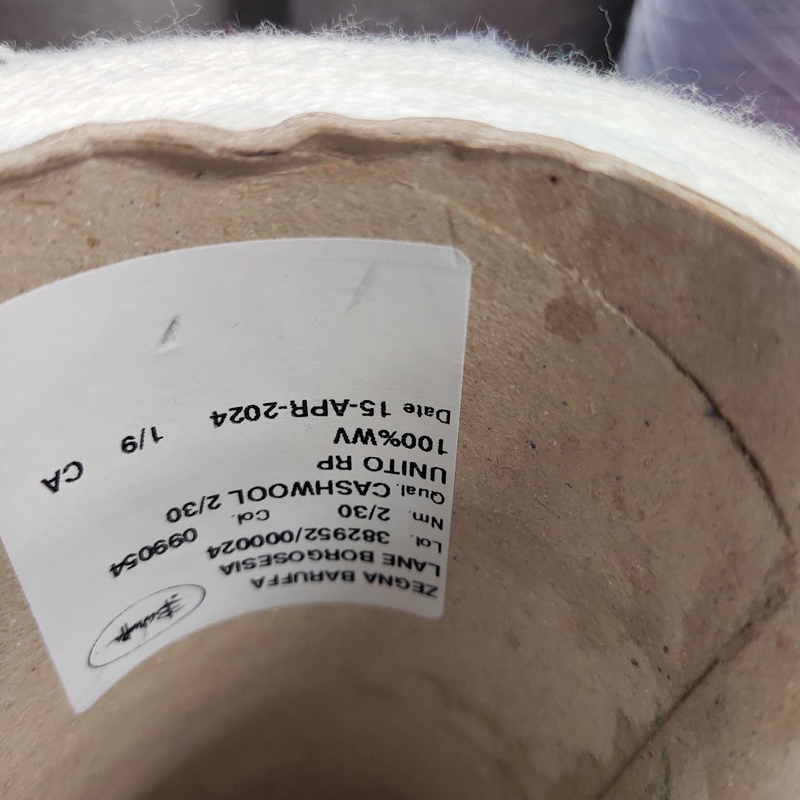 ZEGNA BARUFFA
LANE BORGOSESIA
Lot. 382952/000024 099054
Nm. 2/30 Col.
Qual. CASHWOOL 2/30
UNITO RP
100%WV 1/9 CA
Date 15-APR-2024